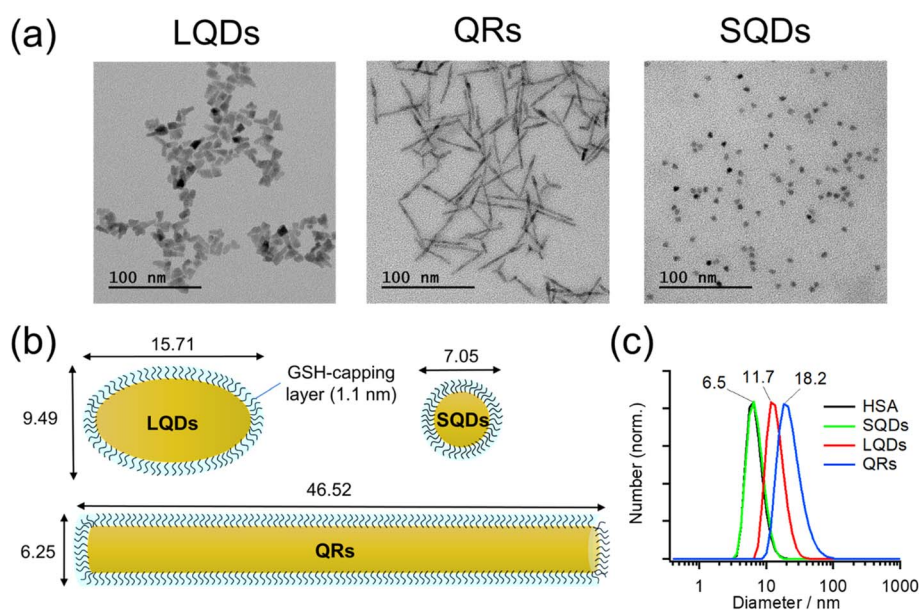 (a)
LQDs
QRs
SQDs
100 nm
100 nm
100 nm
(b)
15.71
9.49
LQDs
GSH-capping
layer (1.1 nm)
7.05
SQDs
46.52
6.25
QRs
(c)
6.5
11.7
18.2
HSA
SQDs
LQDs
QRs
Number (norm.)
1
10
100
1000
Diameter / nm